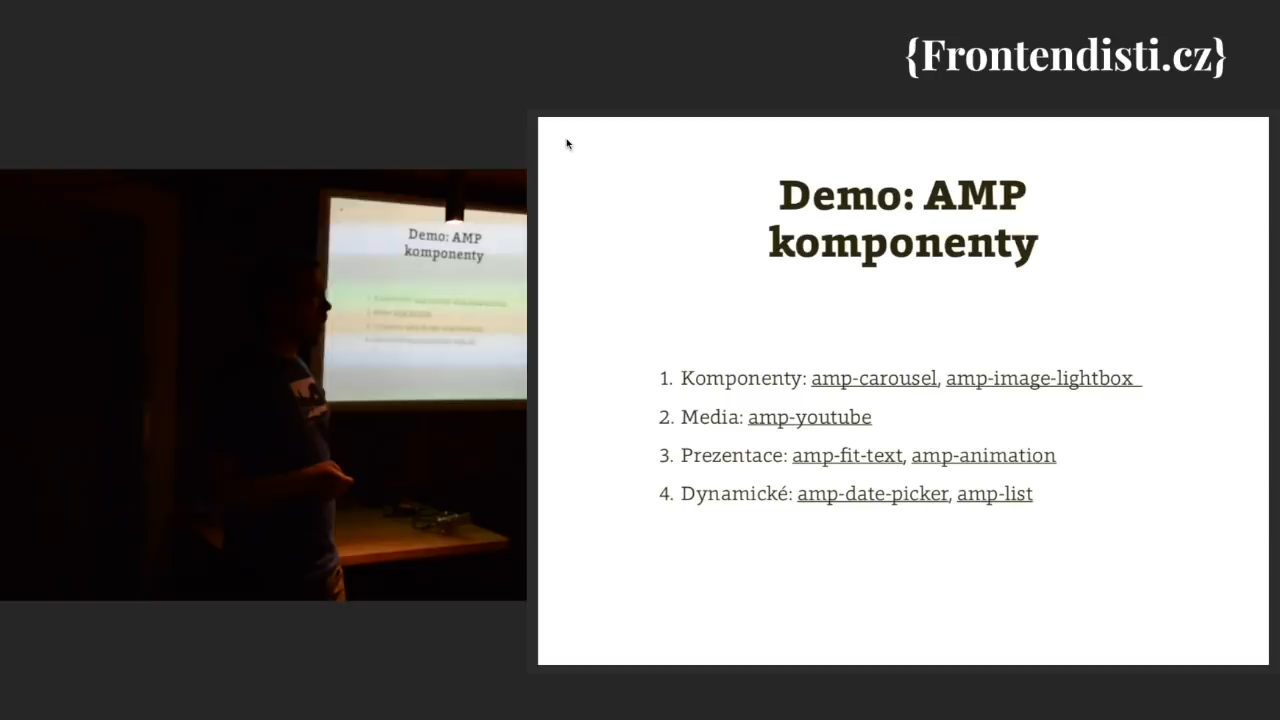 {Frontendisti.cz}
Demo: AMP
komponenty
Demo: AMP
komponenty
1. Komponenty: amp-carousel, amp-image-lightbox
2. Media: amp-youtube
3. Prezentace: amp-fit-text, amp-animation
4. Dynamické: amp-date-picker, amp-list